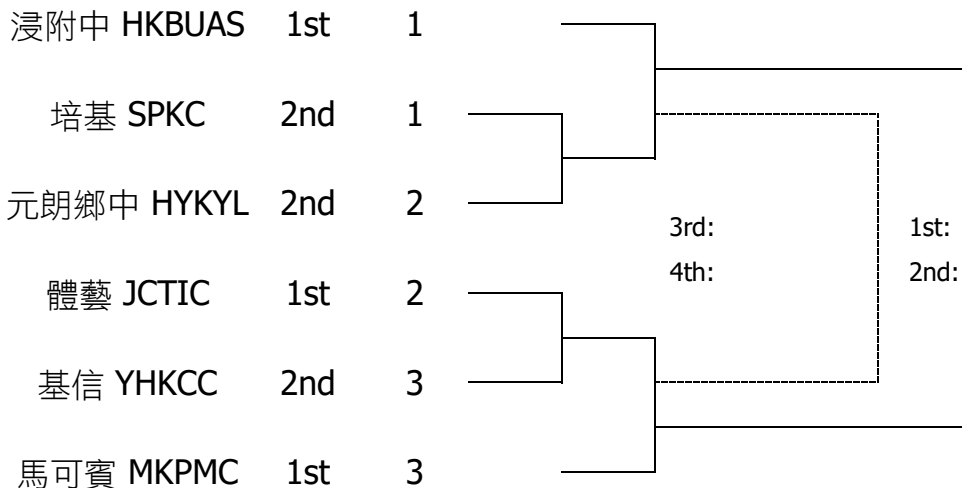 浸附中 HKBUAS 1st 1
培基 SPKC 2nd 1
元朗鄉中 HYKYL 2nd 2
3rd: 1st:
4th: 2nd:
體藝 JCTIC 1st 2
基信 YHKCC 2nd 3
馬可賓 MKPMC 1st 3